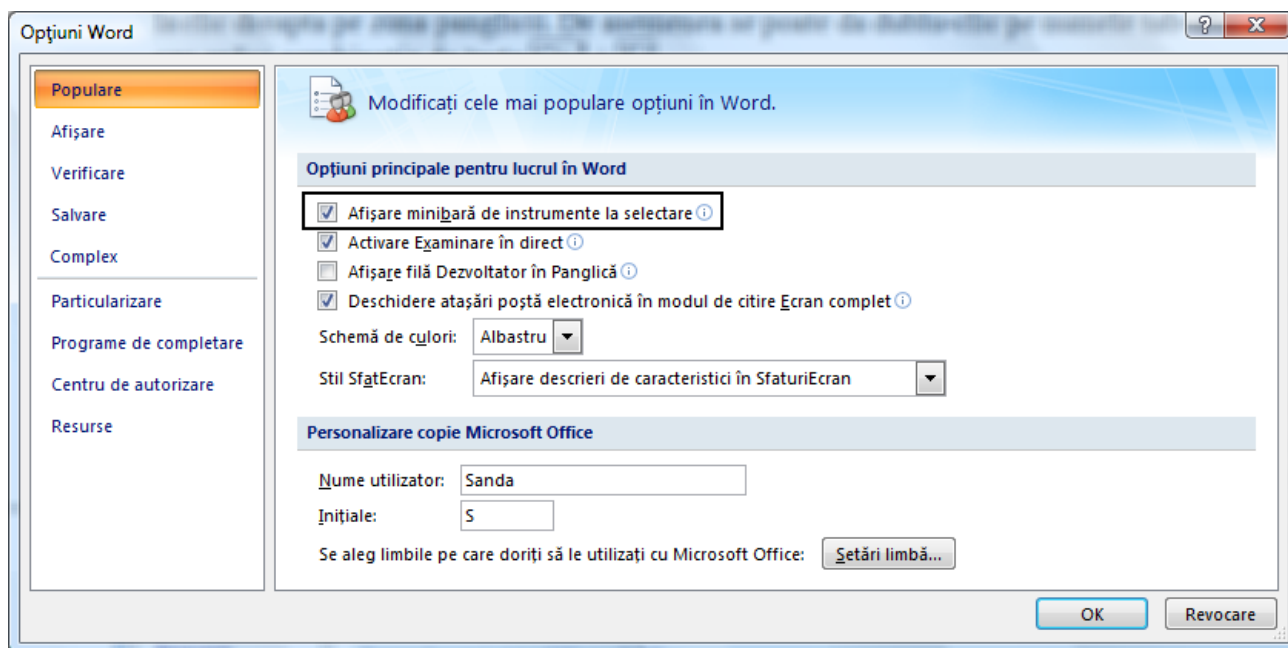 Opţiuni Word
Populare
Afişare
Verificare
Salvare
Complex
Particularizare
Programe de completare
Centru de autorizare
Resurse
Modificaţi cele mai populare opţiuni în Word.
Opţiuni principale pentru lucrul în Word
Afişare minibară de instrumente la selectare
Activare Examinare în direct
Afişare filă Dezvoltator în Panglică
Deschidere ataşări poştă electronică în modul de citire Ecran complet
Schemă de culori: Albastru
Stil SfatEcran: Afişare descrieri de caracteristici în SfaturiEcran
Personalizare copie Microsoft Office
Nume utilizator: Sanda
Iniţiale: S
Se aleg limbile pe care doriţi să le utilizaţi cu Microsoft Office: Setări limbă...
OK Revocare